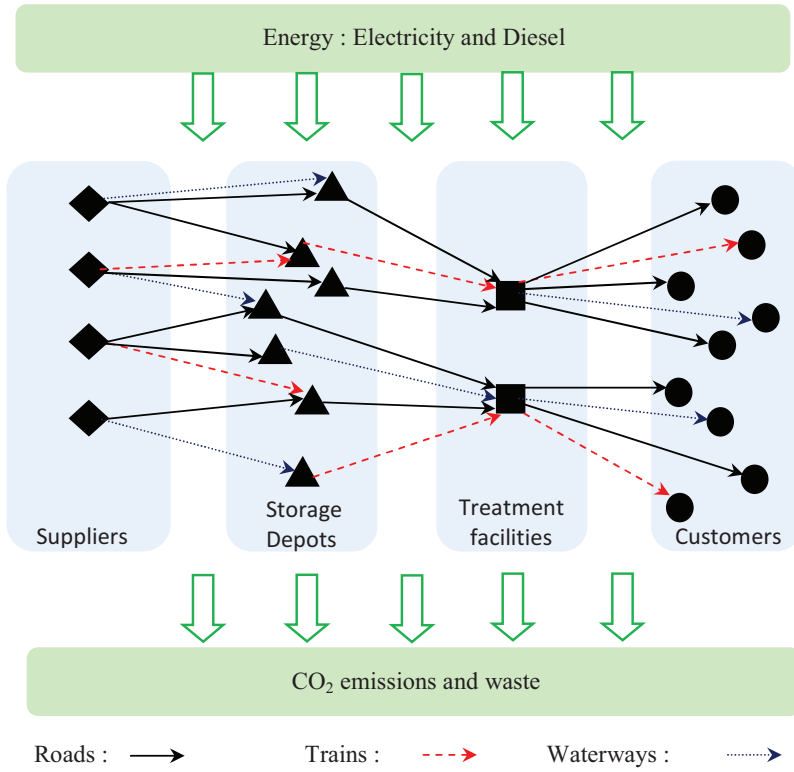 Energy : Electricity and Diesel
Suppliers
Storage
Depots
Treatment
facilities
Customers
CO₂ emissions and waste
Roads :
Trains :
Waterways :